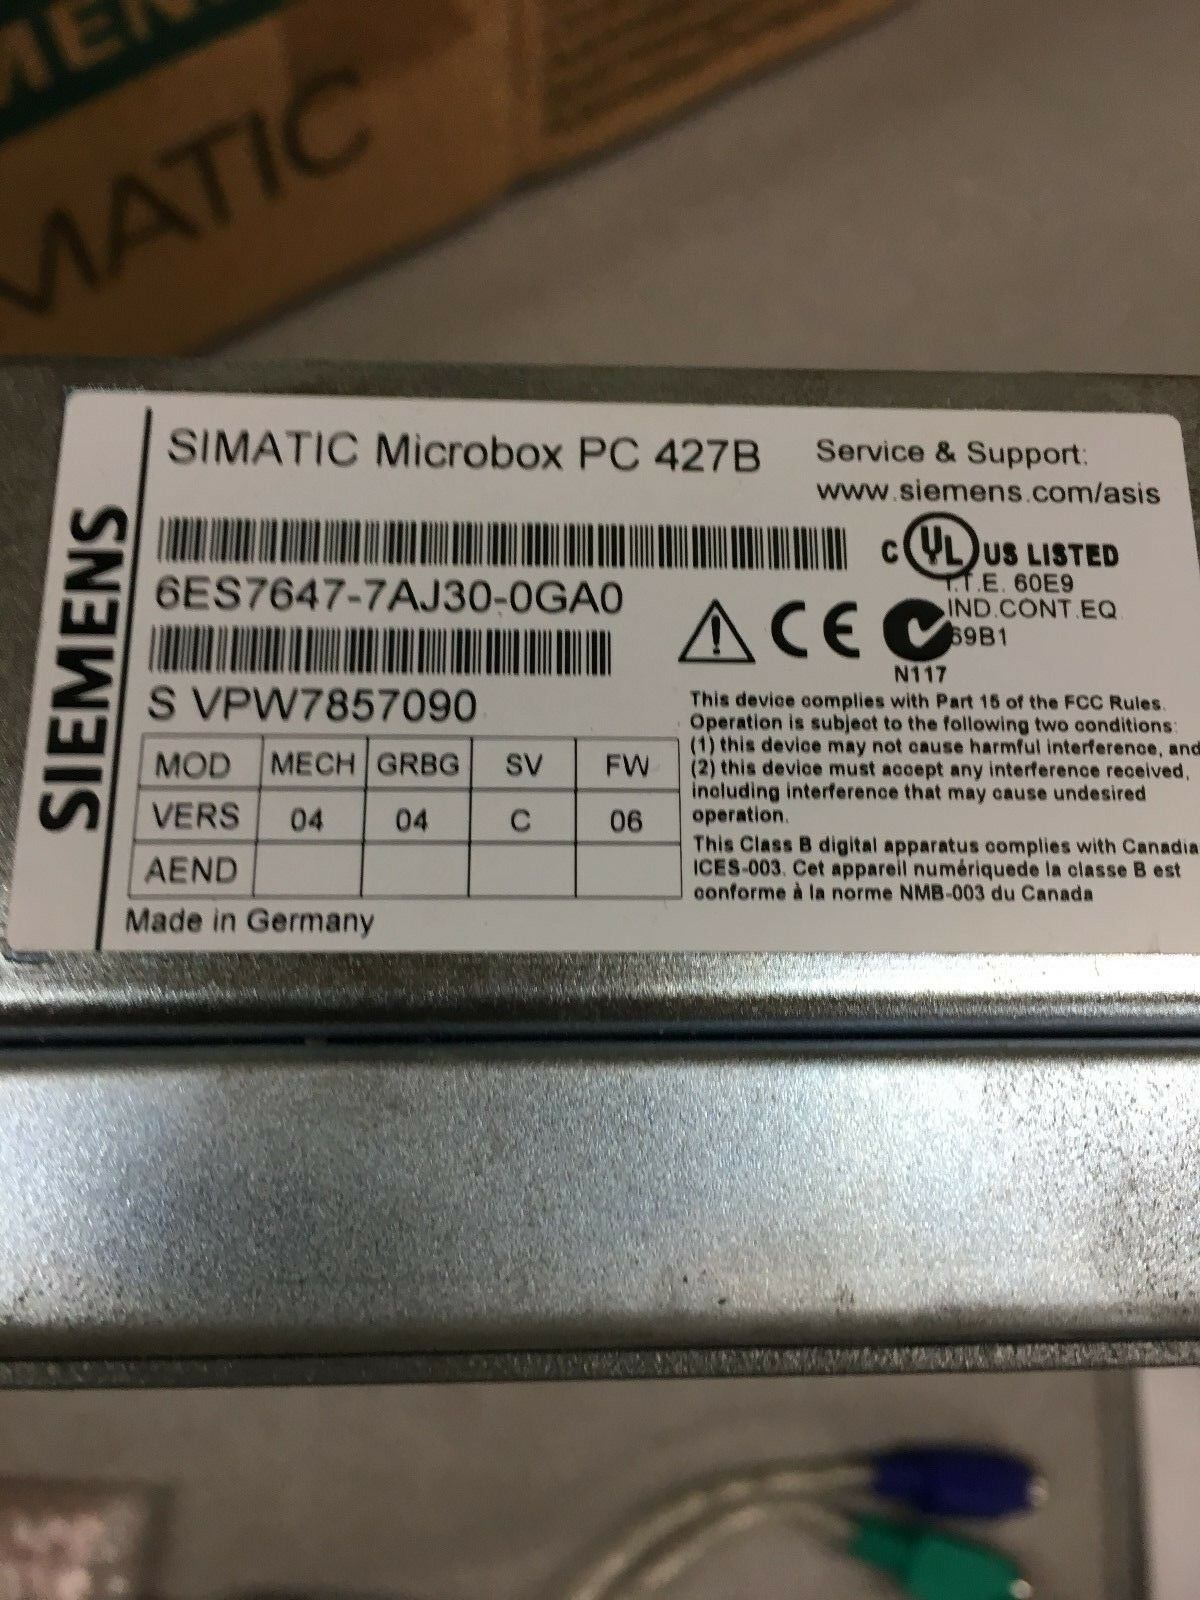 MATIC
SIEMENS
SIMATIC Microbox PC 427B
Service & Support:
www.siemens.com/asis
6ES7647-7AJ30-0GA0
S VPW7857090
C UL US LISTED
I.T.E. 60E9
IND.CONT.EQ
69B1
CE
N117
MOD MECH GRBG SV FW
VERS 04 04 C 06
AEND
Made in Germany
This device complies with Part 15 of the FCC Rules.
Operation is subject to the following two conditions:
(1) this device may not cause harmful interference, and
(2) this device must accept any interference received,
including interference that may cause undesired
operation.
This Class B digital apparatus complies with Canadia
ICES-003. Cet appareil numériquede la classe B est
conforme à la norme NMB-003 du Canada